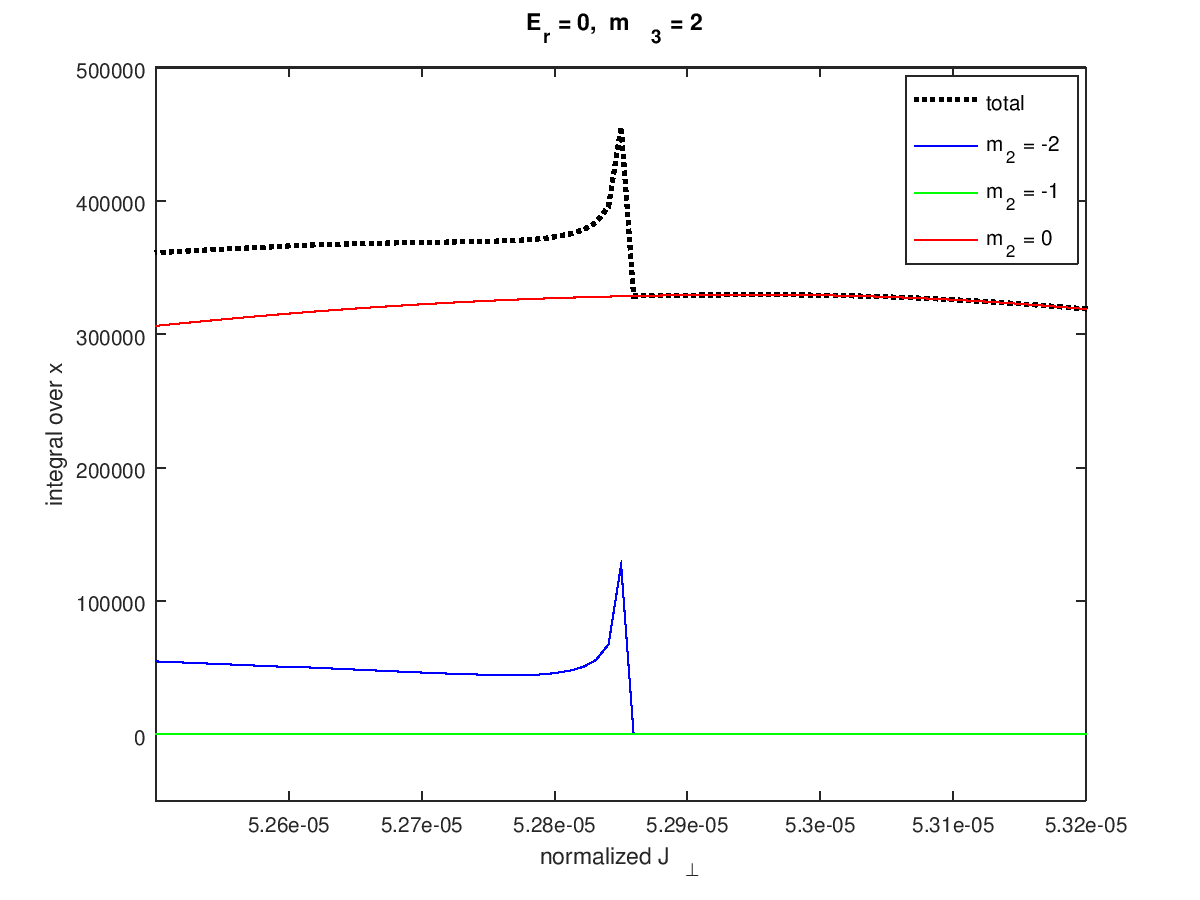 E_r = 0, m_3 = 2
500000
400000
300000
200000
100000
0
integral over x
total
m_2 = -2
m_2 = -1
m_2 = 0
5.26e-05 5.27e-05 5.28e-05 5.29e-05 5.3e-05 5.31e-05 5.32e-05
normalized J_⊥